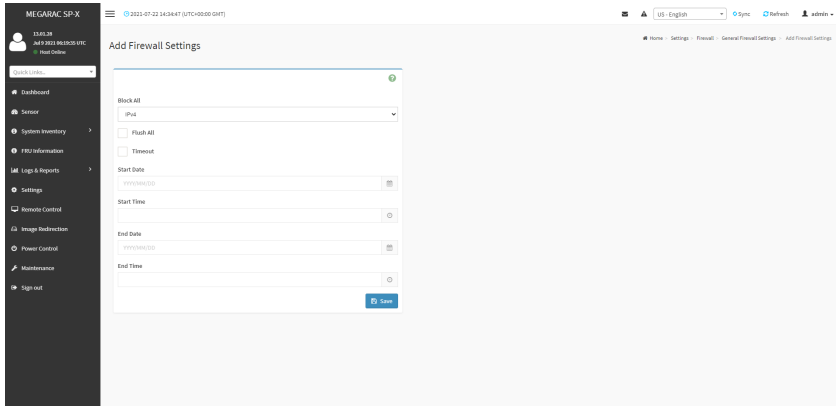 MEGARAC SP-X
2021-07-22 14:34:47 (UTC+00:00 GMT)
US - English
Sync
Refresh
admin
13.01.28
Jul 9 2021 06:19:35 UTC
Host Online
Quick Links...
Dashboard
Sensor
System Inventory
FRU Information
Logs & Reports
Settings
Remote Control
Image Redirection
Power Control
Maintenance
Sign out
Add Firewall Settings
Home > Settings > Firewall > General Firewall Settings > Add Firewall Settings
Block All
IPv4
Flush All
Timeout
Start Date
YYYY/MM/DD
Start Time
End Date
YYYY/MM/DD
End Time
Save